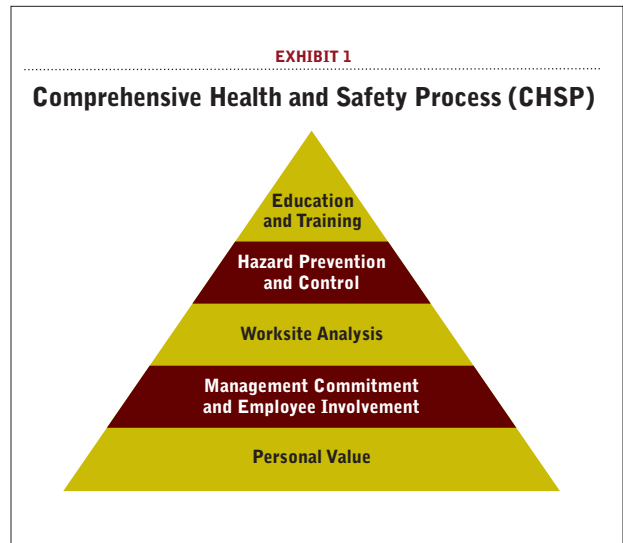 EXHIBIT 1
Comprehensive Health and Safety Process (CHSP)
Education
and Training
Hazard Prevention
and Control
Worksite Analysis
Management Commitment
and Employee Involvement
Personal Value